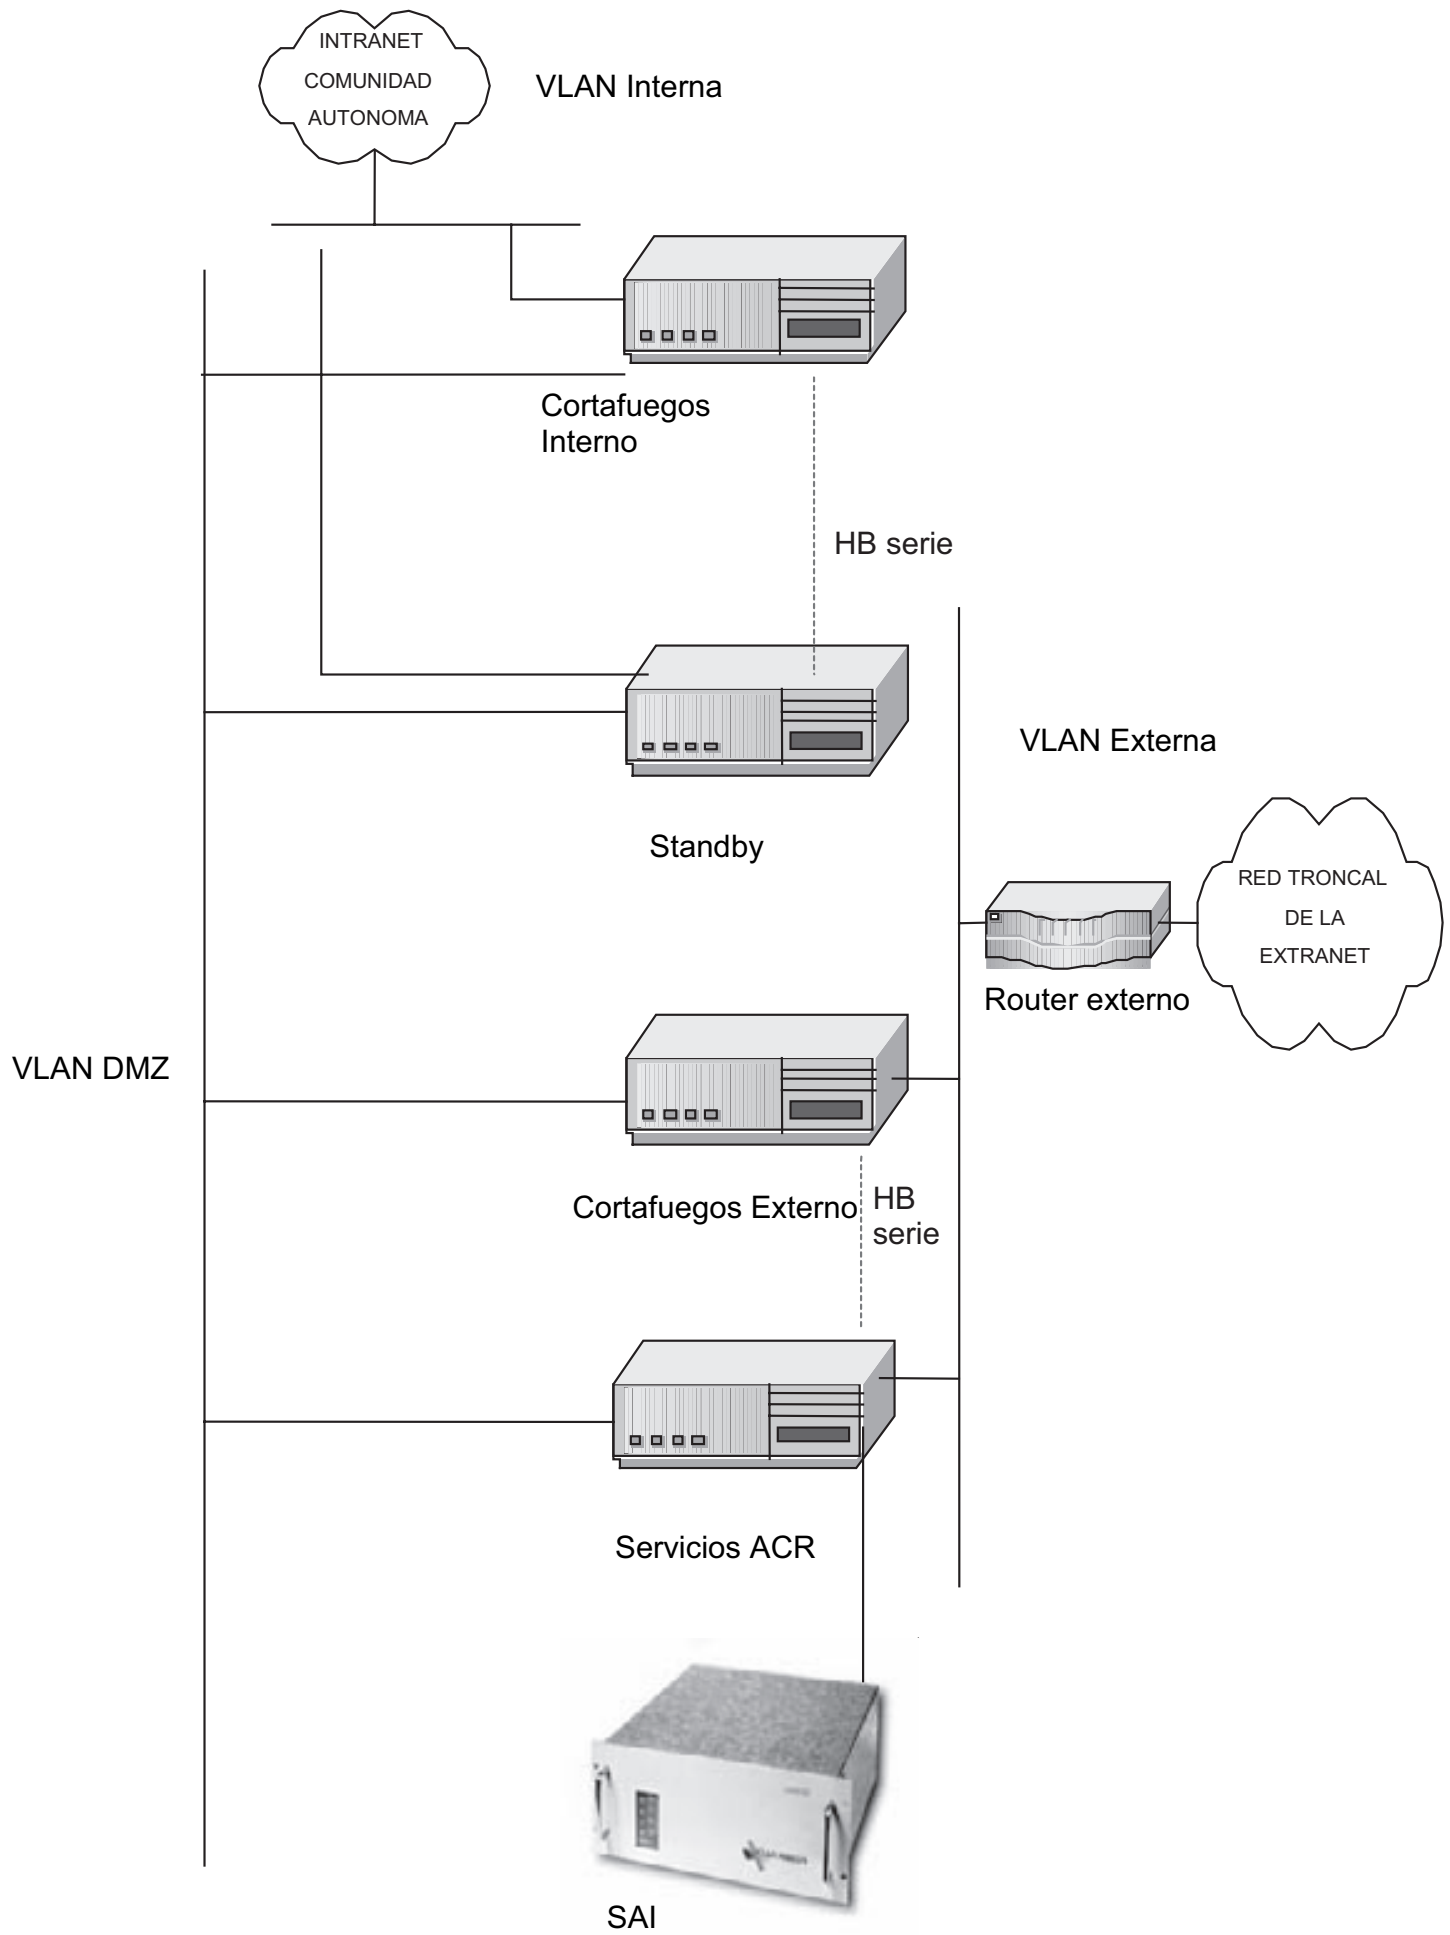 INTRANET
COMUNIDAD
AUTONOMA
VLAN Interna
Cortafuegos
Interno
HB serie
Standby
VLAN Externa
RED TRONCAL
DE LA
EXTRANET
Router externo
VLAN DMZ
Cortafuegos Externo
HB
serie
Servicios ACR
SAI